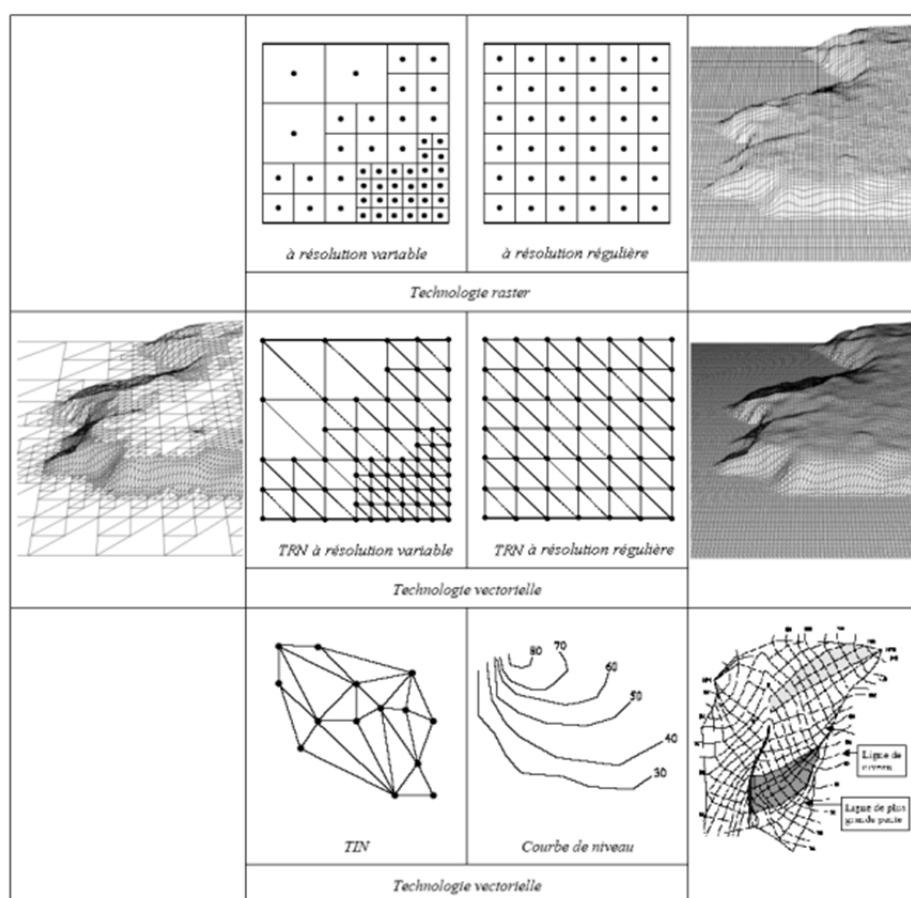 à résolution variable
à résolution régulière
Technologie raster
TRN à résolution variable
TRN à résolution régulière
Technologie vectorielle
80
70
60
50
40
30
Ligne de
niveau
Ligne de plus
grande pente
TIN
Courbe de niveau
Technologie vectorielle